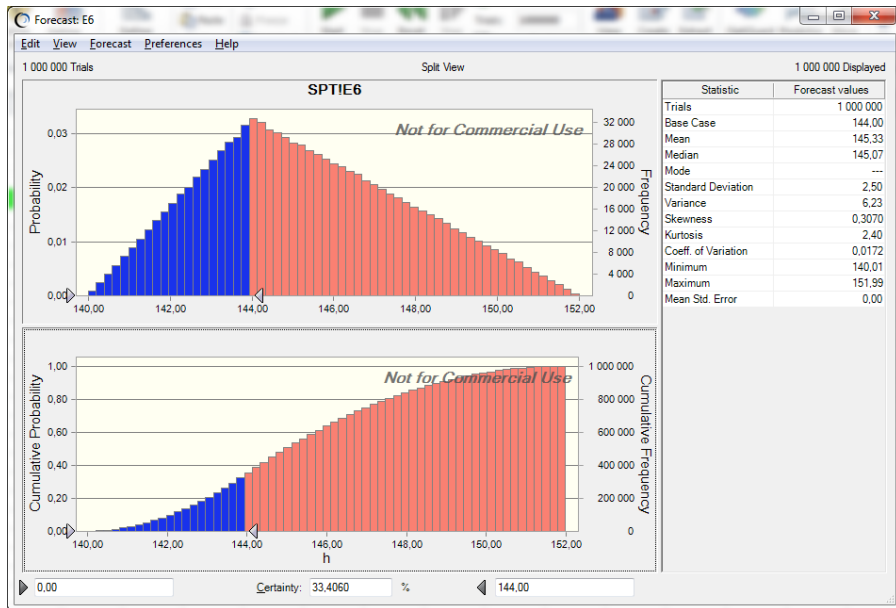 Forecast: E6
Edit View Forecast Preferences Help
1 000 000 Trials Split View 1 000 000 Displayed
SPT!E6
Not for Commercial Use
Probability
0,03
0,02
0,01
0,00
32 000
28 000
24 000
20 000
16 000
12 000
8 000
4 000
0
Frequency
140,00 142,00 144,00 146,00 148,00 150,00 152,00
Not for Commercial Use
Cumulative Probability
1,00
0,80
0,60
0,40
0,20
0,00
1 000 000
800 000
600 000
400 000
200 000
0
Cumulative Frequency
140,00 142,00 144,00 146,00 148,00 150,00 152,00
h
Statistic Forecast values
Trials 1 000 000
Base Case 144,00
Mean 145,33
Median 145,07
Mode ---
Standard Deviation 2,50
Variance 6,23
Skewness 0,3070
Kurtosis 2,40
Coeff. of Variation 0,0172
Minimum 140,01
Maximum 151,99
Mean Std. Error 0,00
0,00 Certainty: 33,4060 % 144,00